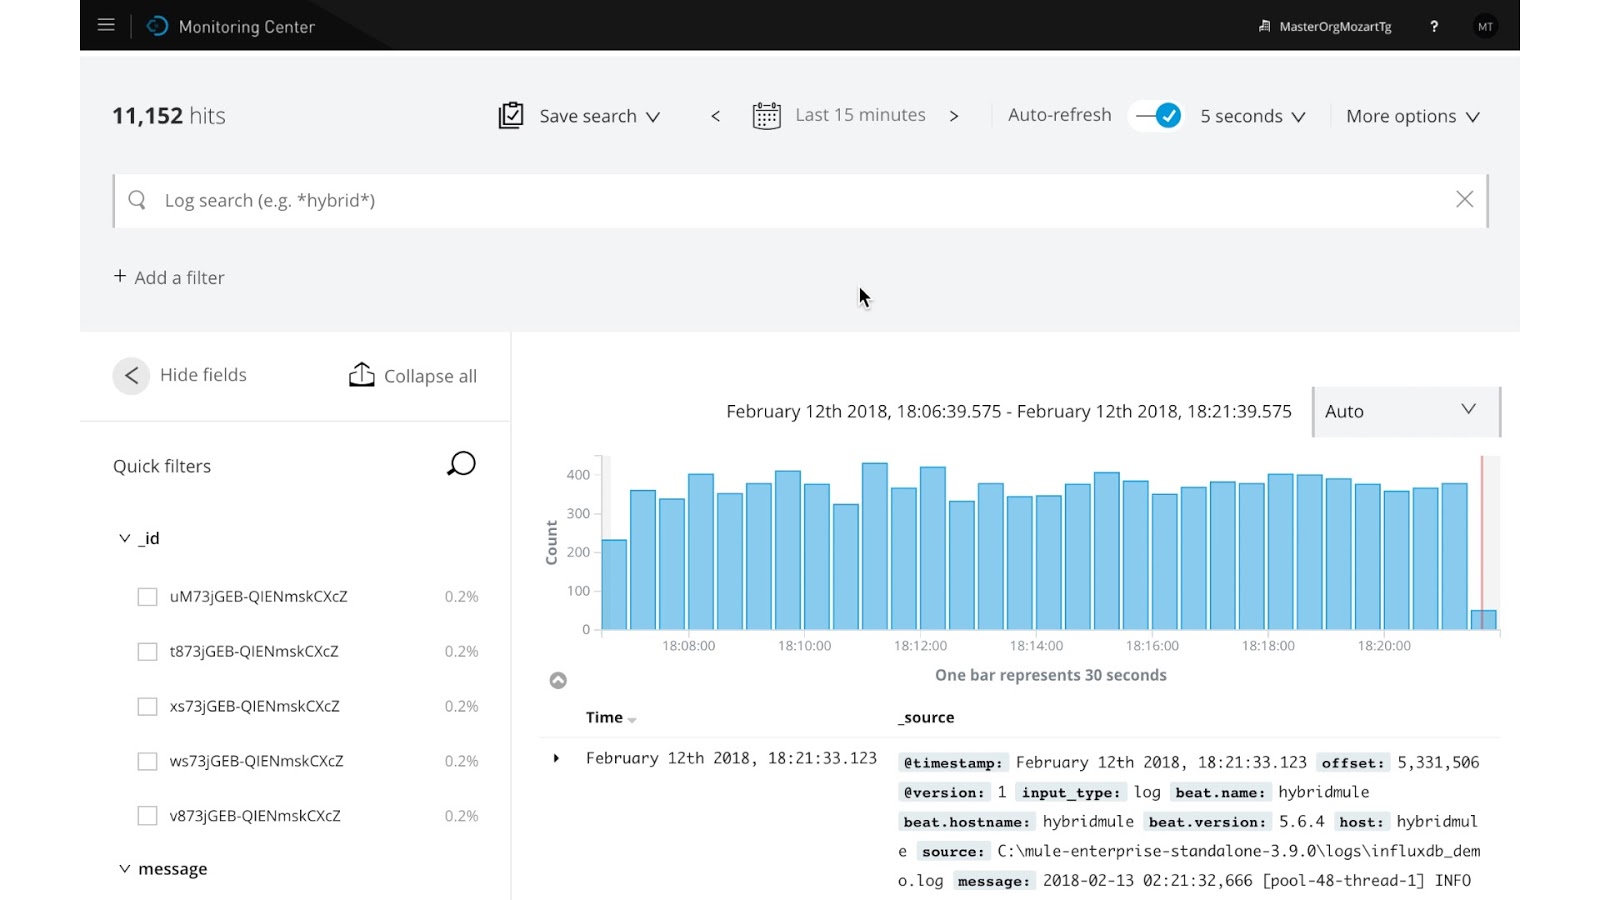 Monitoring Center
MasterOrgMozartTg ? MT
11,152 hits
Save search < Last 15 minutes > Auto-refresh 5 seconds More options
Log search (e.g. *hybrid*)
+ Add a filter
Hide fields Collapse all
February 12th 2018, 18:06:39.575 - February 12th 2018, 18:21:39.575 Auto
Quick filters
_id
uM73jGEB-QIENmskCXcZ 0.2%
t873jGEB-QIENmskCXcZ 0.2%
xs73jGEB-QIENmskCXcZ 0.2%
ws73jGEB-QIENmskCXcZ 0.2%
v873jGEB-QIENmskCXcZ 0.2%
message
Count
400
300
200
100
0
18:08:00 18:10:00 18:12:00 18:14:00 18:16:00 18:18:00 18:20:00
One bar represents 30 seconds
Time _source
February 12th 2018, 18:21:33.123 @timestamp: February 12th 2018, 18:21:33.123 offset: 5,331,506
@version: 1 input_type: log beat.name: hybridmule
beat.hostname: hybridmule beat.version: 5.6.4 host: hybridmul
e source: C:\mule-enterprise-standalone-3.9.0\logs\influxdb_dem
o.log message: 2018-02-13 02:21:32,666 [pool-48-thread-1] INFO